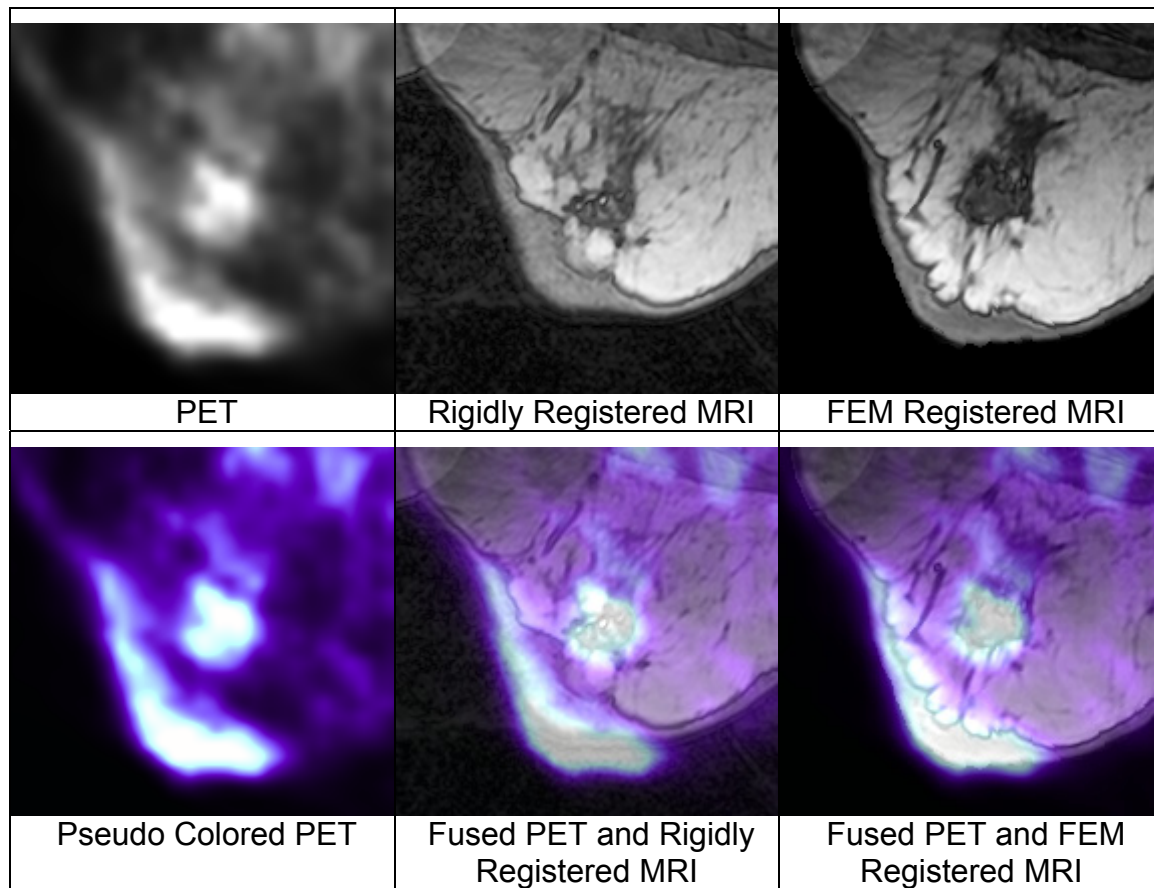 PET
Rigidly Registered MRI
FEM Registered MRI
Pseudo Colored PET
Fused PET and Rigidly
Registered MRI
Fused PET and FEM
Registered MRI